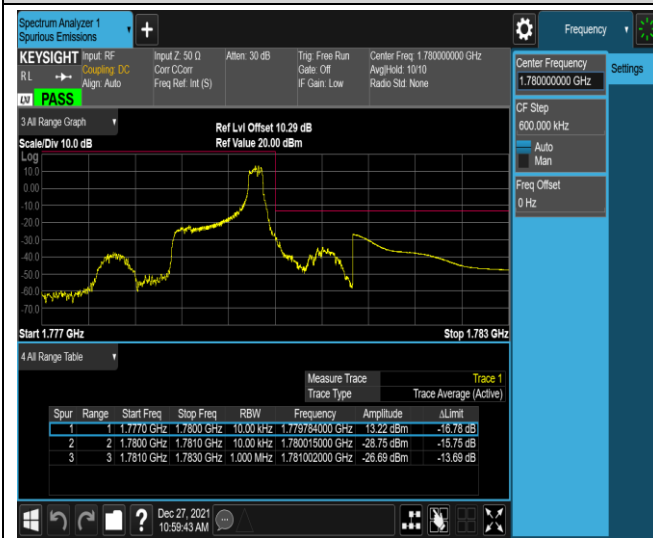 Spectrum Analyzer 1
Spurious Emissions
+
Frequency
KEYSIGHT Input: RF Input Z: 50 Ω Atten: 30 dB Trig: Free Run Center Freq: 1.780000000 GHz
RL Coupling: DC Corr CCorr Gate: Off Avg|Hold: 10/10
Align: Auto Freq Ref: Int (S) IF Gain: Low Radio Std: None
LXI PASS
Center Frequency
1.780000000 GHz
Settings
CF Step
600.000 kHz
Auto
Man
Freq Offset
0 Hz
3 All Range Graph
Ref Lvl Offset 10.29 dB
Scale/Div 10.0 dB Ref Value 20.00 dBm
Log
10.0
0.00
-10.0
-20.0
-30.0
-40.0
-50.0
-60.0
-70.0
Start 1.777 GHz Stop 1.783 GHz
4 All Range Table
Measure Trace Trace 1
Trace Type Trace Average (Active)
Spur Range Start Freq Stop Freq RBW Frequency Amplitude ΔLimit
1 1 1.7770 GHz 1.7800 GHz 10.00 kHz 1.779784000 GHz 13.22 dBm -16.78 dB
2 2 1.7800 GHz 1.7810 GHz 10.00 kHz 1.780015000 GHz -28.75 dBm -15.75 dB
3 3 1.7810 GHz 1.7830 GHz 1.000 MHz 1.781002000 GHz -26.69 dBm -13.69 dB
? Dec 27, 2021
10:59:43 AM